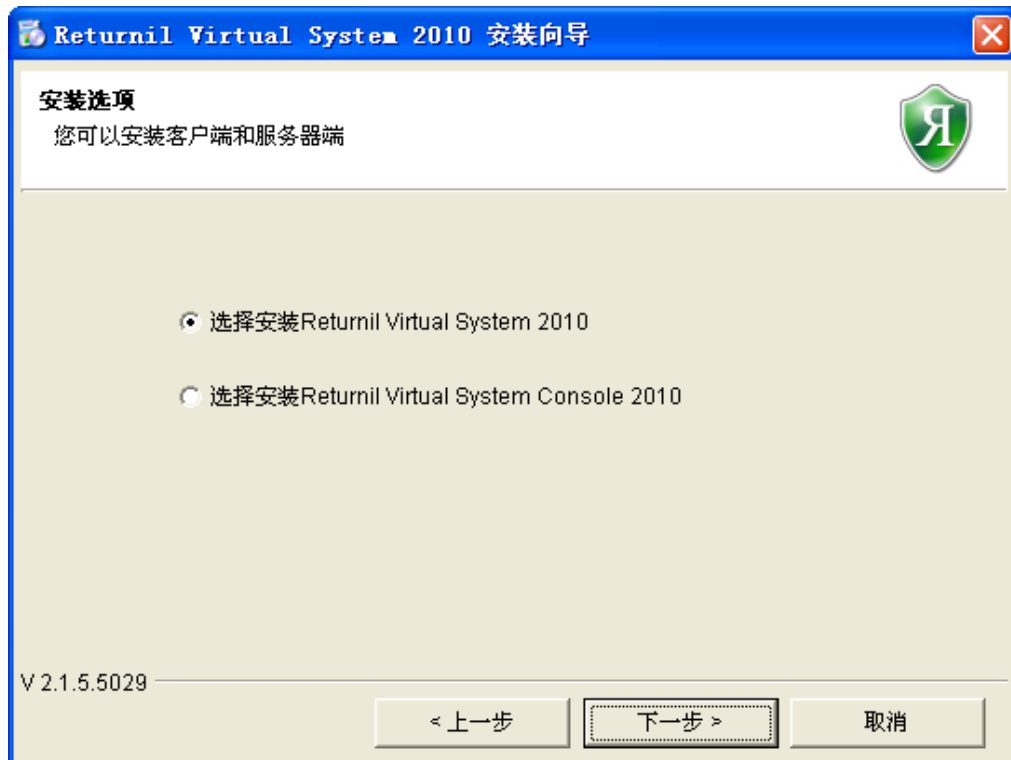 Returnil Virtual System 2010 安装向导
安装选项
您可以安装客户端和服务器端
Я
选择安装Returnil Virtual System 2010
选择安装Returnil Virtual System Console 2010
V 2.1.5.5029
< 上一步
下一步 >
取消